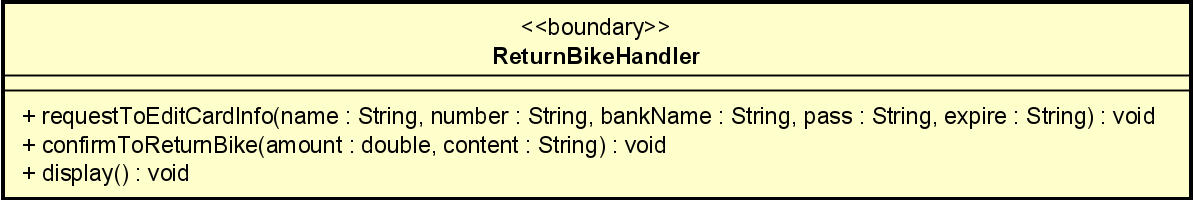 <<boundary>>
ReturnBikeHandler
+ requestToEditCardInfo(name : String, number : String, bankName : String, pass : String, expire : String) : void
+ confirmToReturnBike(amount : double, content : String) : void
+ display() : void